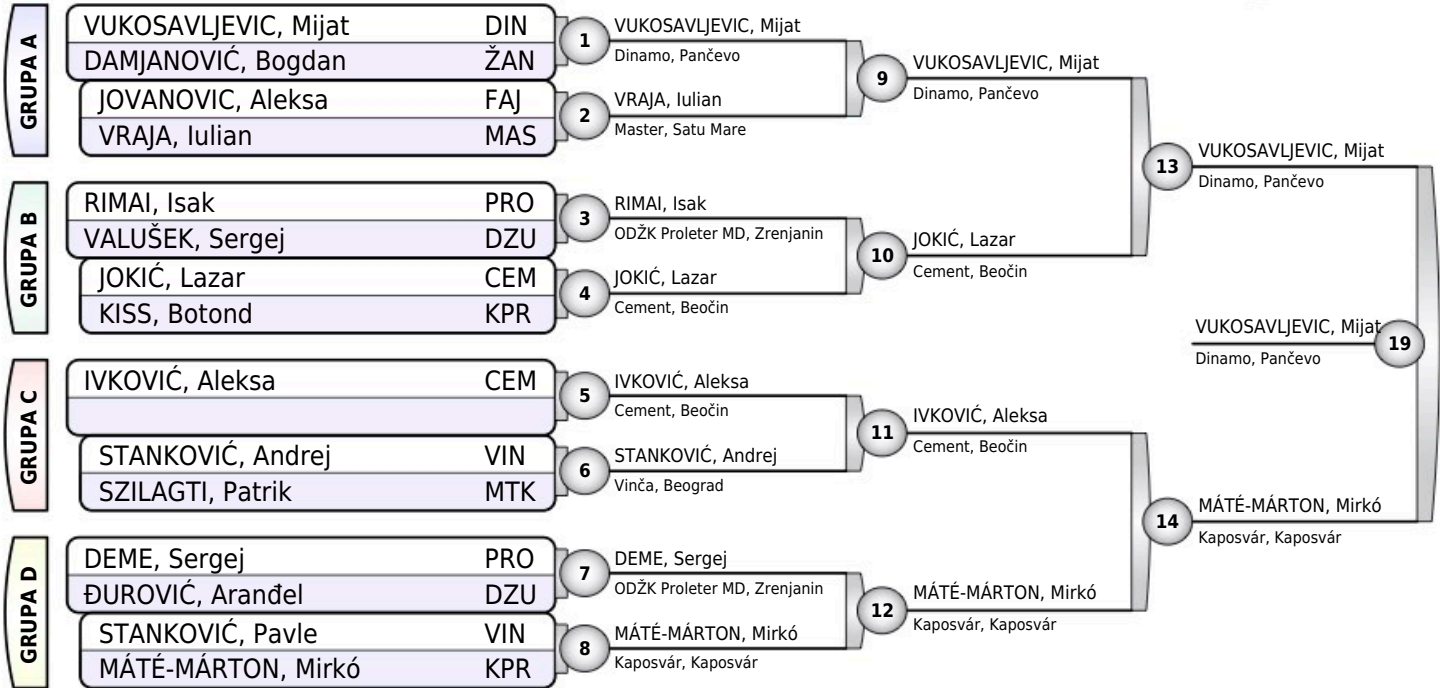 GRUPA A
VUKOSAVLJEVIC, Mijat DIN
DAMJANOVIĆ, Bogdan ŽAN
JOVANOVIC, Aleksa FAJ
VRAJA, Iulian MAS
1
VUKOSAVLJEVIC, Mijat
Dinamo, Pančevo
2
VRAJA, Iulian
Master, Satu Mare
9
VUKOSAVLJEVIC, Mijat
Dinamo, Pančevo
GRUPA B
RIMAI, Isak PRO
VALUŠEK, Sergej DZU
JOKIĆ, Lazar CEM
KISS, Botond KPR
3
RIMAI, Isak
ODŽK Proleter MD, Zrenjanin
4
JOKIĆ, Lazar
Cement, Beočin
10
JOKIĆ, Lazar
Cement, Beočin
13
VUKOSAVLJEVIC, Mijat
Dinamo, Pančevo
GRUPA C
IVKOVIĆ, Aleksa CEM
STANKOVIĆ, Andrej VIN
SZILAGTI, Patrik MTK
5
IVKOVIĆ, Aleksa
Cement, Beočin
6
STANKOVIĆ, Andrej
Vinča, Beograd
11
IVKOVIĆ, Aleksa
Cement, Beočin
GRUPA D
DEME, Sergej PRO
ĐUROVIĆ, Aranđel DZU
STANKOVIĆ, Pavle VIN
MÁTÉ-MÁRTON, Mirkó KPR
7
DEME, Sergej
ODŽK Proleter MD, Zrenjanin
8
MÁTÉ-MÁRTON, Mirkó
Kaposvár, Kaposvár
12
MÁTÉ-MÁRTON, Mirkó
Kaposvár, Kaposvár
14
MÁTÉ-MÁRTON, Mirkó
Kaposvár, Kaposvár
VUKOSAVLJEVIC, Mijat
Dinamo, Pančevo
19